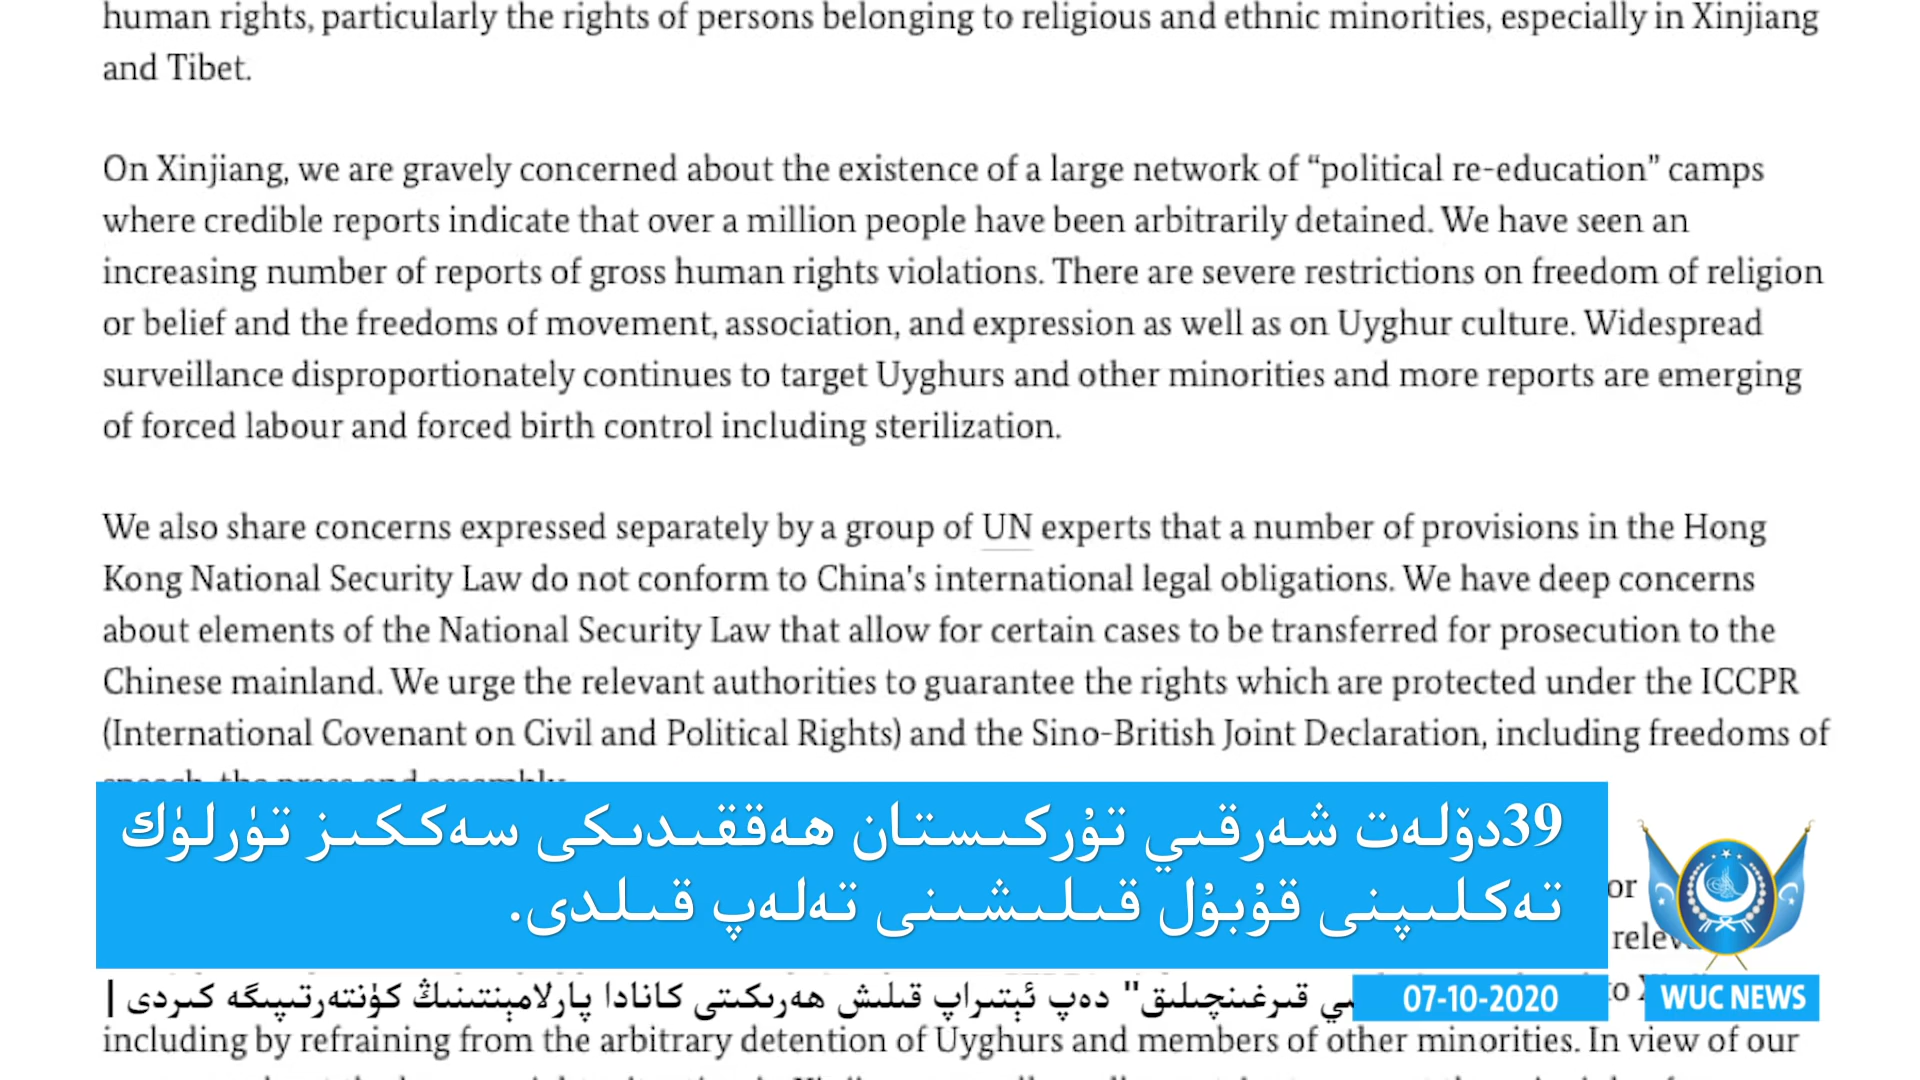 human rights, particularly the rights of persons belonging to religious and ethnic minorities, especially in Xinjiang
and Tibet.
On Xinjiang, we are gravely concerned about the existence of a large network of “political re-education” camps
where credible reports indicate that over a million people have been arbitrarily detained. We have seen an
increasing number of reports of gross human rights violations. There are severe restrictions on freedom of religion
or belief and the freedoms of movement, association, and expression as well as on Uyghur culture. Widespread
surveillance disproportionately continues to target Uyghurs and other minorities and more reports are emerging
of forced labour and forced birth control including sterilization.
We also share concerns expressed separately by a group of UN experts that a number of provisions in the Hong
Kong National Security Law do not conform to China's international legal obligations. We have deep concerns
about elements of the National Security Law that allow for certain cases to be transferred for prosecution to the
Chinese mainland. We urge the relevant authorities to guarantee the rights which are protected under the ICCPR
(International Covenant on Civil and Political Rights) and the Sino-British Joint Declaration, including freedoms of
speech, the press and assembly.
39دۆلەت شەرقىي تۈركىستان ھەققىدىكى سەككىز تۈرلۈك
تەكلىپنى قۇبۇل قىلىشىنى تەلەپ قىلدى.
or
قىرغىنچىلىق" دەپ ئېتىراپ قىلىش ھەرىكىتى كانادا پارلامېنتىنىڭ كۈنتەرتىپىگە كىردى |
07-10-2020
to
WUC NEWS
including by refraining from the arbitrary detention of Uyghurs and members of other minorities. In view of our